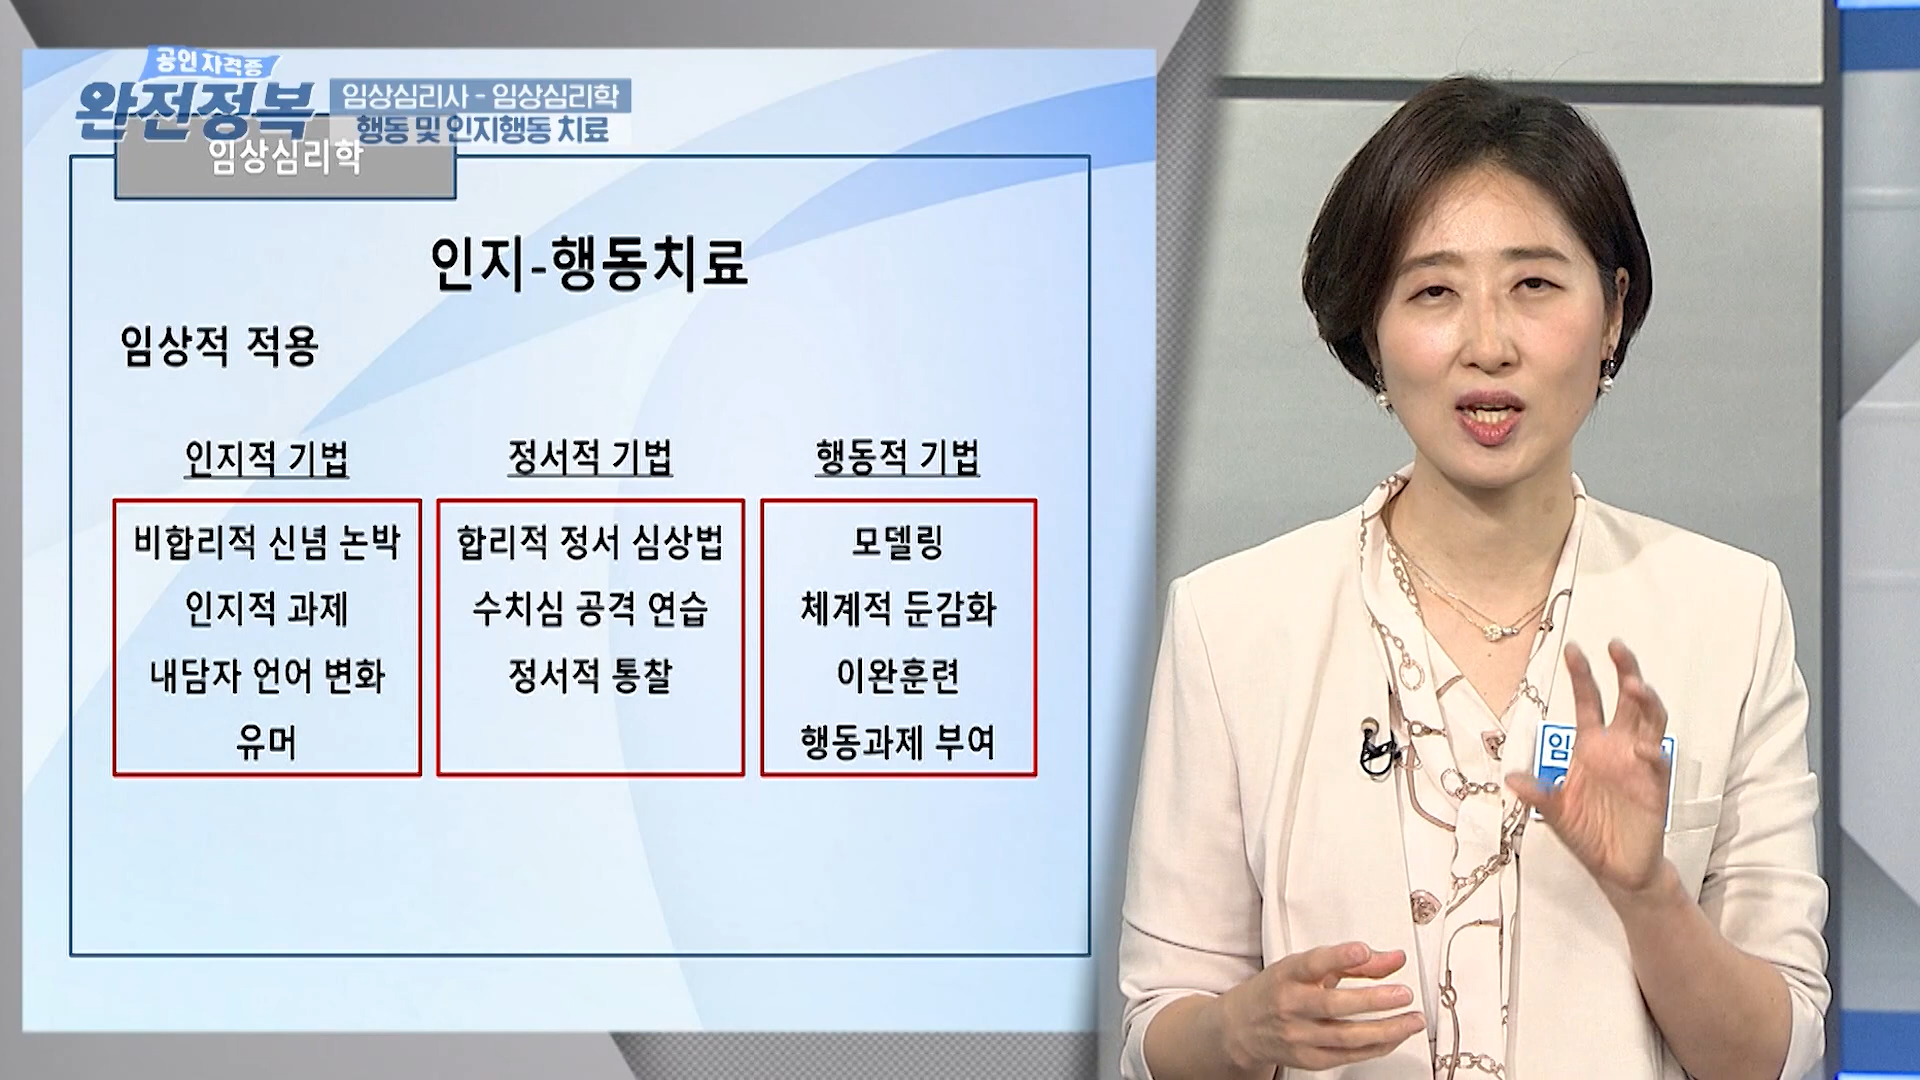 공인 자격증
완전정복
임상심리사 - 임상심리학
행동 및 인지행동 치료
임상심리학
인지-행동치료
임상적 적용
인지적 기법
비합리적 신념 논박
인지적 과제
내담자 언어 변화
유머
정서적 기법
합리적 정서 심상법
수치심 공격 연습
정서적 통찰
행동적 기법
모델링
체계적 둔감화
이완훈련
행동과제 부여
임